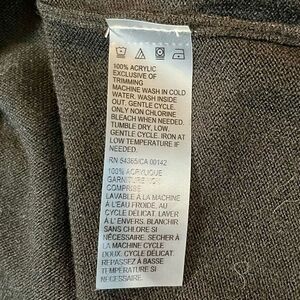 100% ACRYLIC
EXCLUSIVE OF
TRIMMING
MACHINE WASH IN COLD
WATER. WASH INSIDE
OUT. GENTLE CYCLE.
ONLY NON CHLORINE
BLEACH WHEN NEEDED.
TUMBLE DRY, LOW.
GENTLE CYCLE. IRON AT
LOW TEMPERATURE IF
NEEDED.
RN 54365/CA 00142
100% ACRYLIQUE
GARNITURE NON
COMPRISE
LAVABLE À LA MACHINE
À L'EAU FROIDE, AU
CYCLE DÉLICAT. LAVER
À L' ENVERS. BLANCHIR
SANS CHLORE SI
NÉCESSAIRE. SÉCHER À
LA MACHINE CYCLE
DOUX. CYCLE DÉLICAT.
REPASSEZ À BASSE
TEMPÉRATURE SI
NÉCESSAIRE